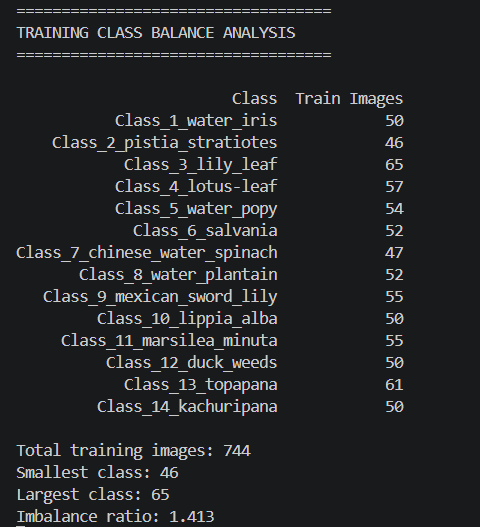 ===================================
TRAINING CLASS BALANCE ANALYSIS
===================================
Class Train Images
Class_1_water_iris 50
Class_2_pistia_stratiotes 46
Class_3_lily_leaf 65
Class_4_lotus-leaf 57
Class_5_water_popy 54
Class_6_salvania 52
Class_7_chinese_water_spinach 47
Class_8_water_plantain 52
Class_9_mexican_sword_lily 55
Class_10_lippia_alba 50
Class_11_marsilea_minuta 55
Class_12_duck_weeds 50
Class_13_topapana 61
Class_14_kachuripana 50
Total training images: 744
Smallest class: 46
Largest class: 65
Imbalance ratio: 1.413